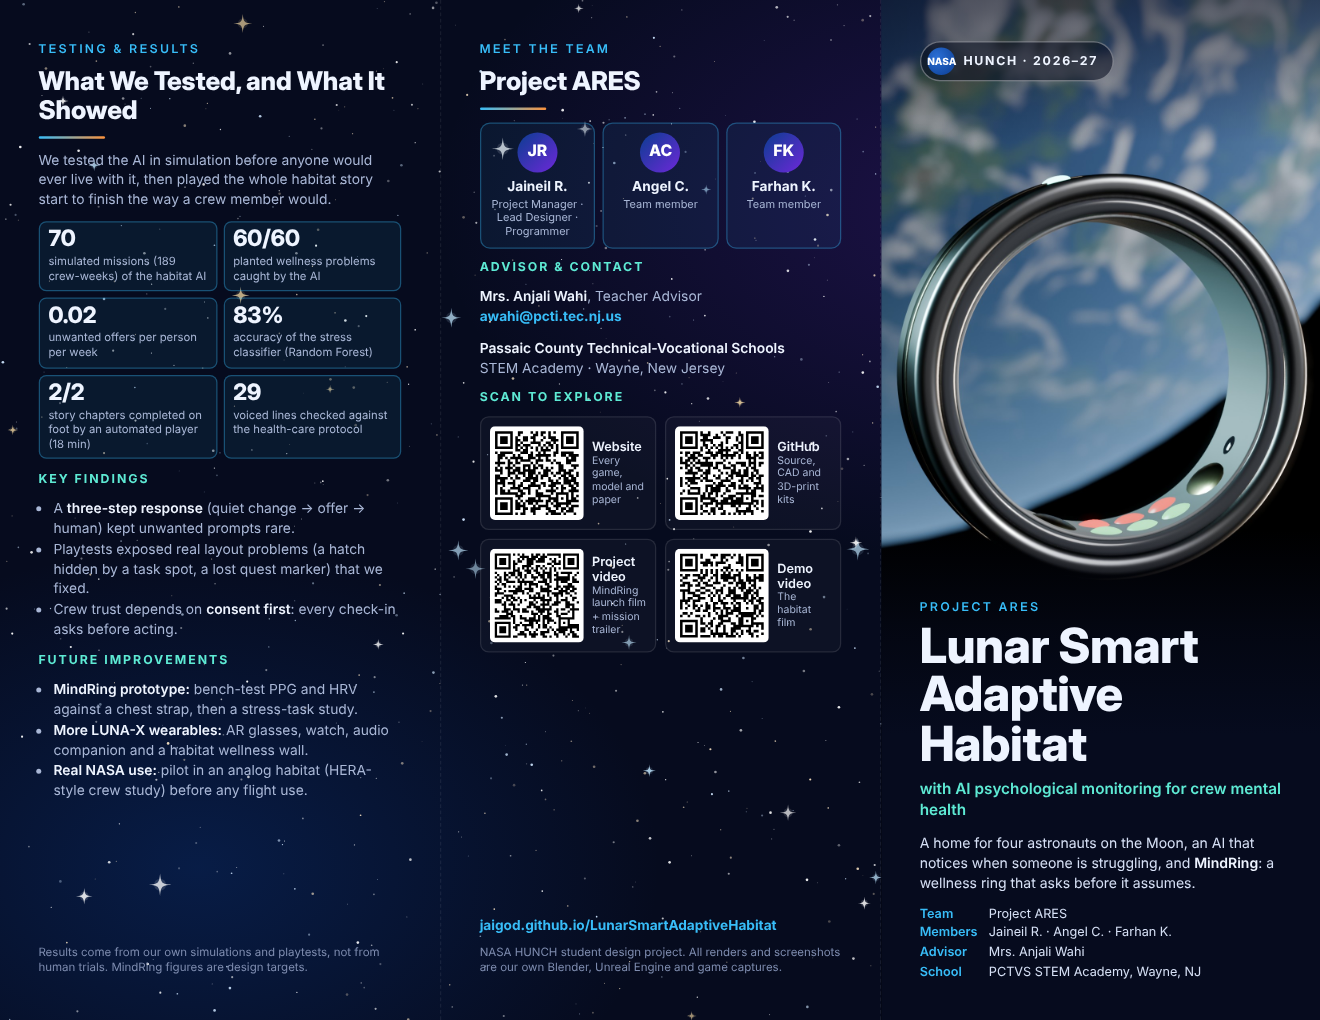 TESTING & RESULTS
What We Tested, and What It
Showed
We tested the AI in simulation before anyone would
ever live with it, then played the whole habitat story
start to finish the way a crew member would.
70
simulated missions (189
crew-weeks) of the habitat AI
60/60
planted wellness problems
caught by the AI
0.02
unwanted offers per person
per week
83%
accuracy of the stress
classifier (Random Forest)
2/2
story chapters completed on
foot by an automated player
(18 min)
29
voiced lines checked against
the health-care protocol
KEY FINDINGS
• A three-step response (quiet change → offer →
human) kept unwanted prompts rare.
• Playtests exposed real layout problems (a hatch
hidden by a task spot, a lost quest marker) that we
fixed.
• Crew trust depends on consent first: every check-in
asks before acting.
FUTURE IMPROVEMENTS
• MindRing prototype: bench-test PPG and HRV
against a chest strap, then a stress-task study.
• More LUNA-X wearables: AR glasses, watch, audio
companion and a habitat wellness wall.
• Real NASA use: pilot in an analog habitat (HERA-
style crew study) before any flight use.
Results come from our own simulations and playtests, not from
human trials. MindRing figures are design targets.
MEET THE TEAM
Project ARES
JR
Jaineil R.
Project Manager ·
Lead Designer ·
Programmer
AC
Angel C.
Team member
FK
Farhan K.
Team member
ADVISOR & CONTACT
Mrs. Anjali Wahi, Teacher Advisor
awahi@pcti.tec.nj.us
Passaic County Technical-Vocational Schools
STEM Academy · Wayne, New Jersey
SCAN TO EXPLORE
Website
Every
game,
model and
paper
GitHub
Source,
CAD and
3D-print
kits
Project
video
MindRing
launch film
+ mission
trailer
Demo
video
The
habitat
film
jaigod.github.io/LunarSmartAdaptiveHabitat
NASA HUNCH student design project. All renders and screenshots
are our own Blender, Unreal Engine and game captures.
NASA HUNCH · 2026–27
PROJECT ARES
Lunar Smart
Adaptive
Habitat
with AI psychological monitoring for crew mental
health
A home for four astronauts on the Moon, an AI that
notices when someone is struggling, and MindRing: a
wellness ring that asks before it assumes.
Team Project ARES
Members Jaineil R. · Angel C. · Farhan K.
Advisor Mrs. Anjali Wahi
School PCTVS STEM Academy, Wayne, NJ